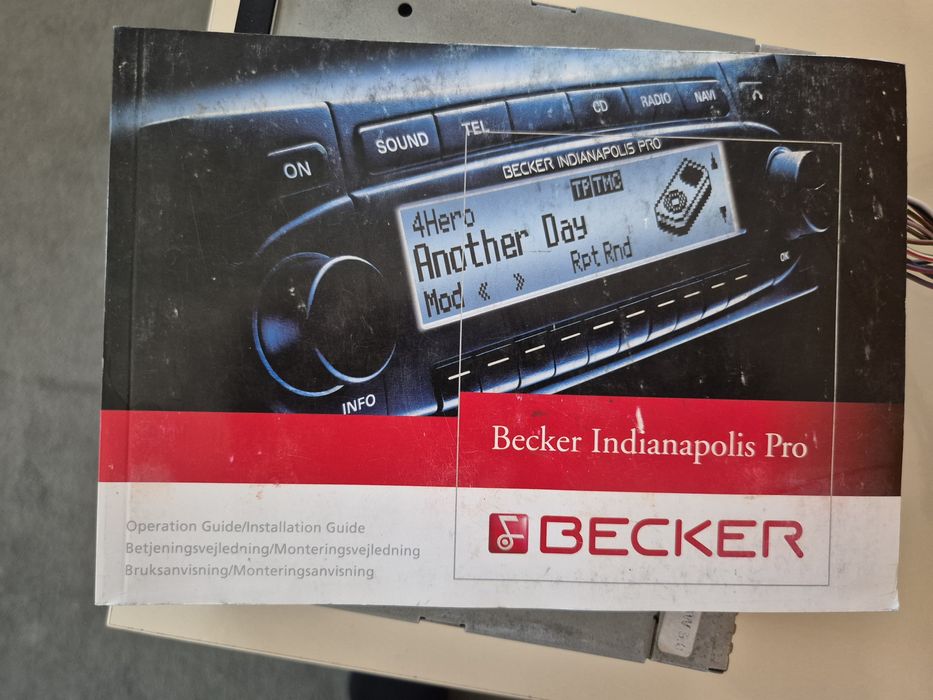 ON
SOUND
TEL
CD
RADIO
NAVI
BECKER INDIANAPOLIS PRO
TP TMC
4Hero
Another Day
Mod « » Rpt Rnd
OK
INFO
Becker Indianapolis Pro
BECKER
Operation Guide/Installation Guide
Betjeningsvejledning/Monteringsvejledning
Bruksanvisning/Monteringsanvisning